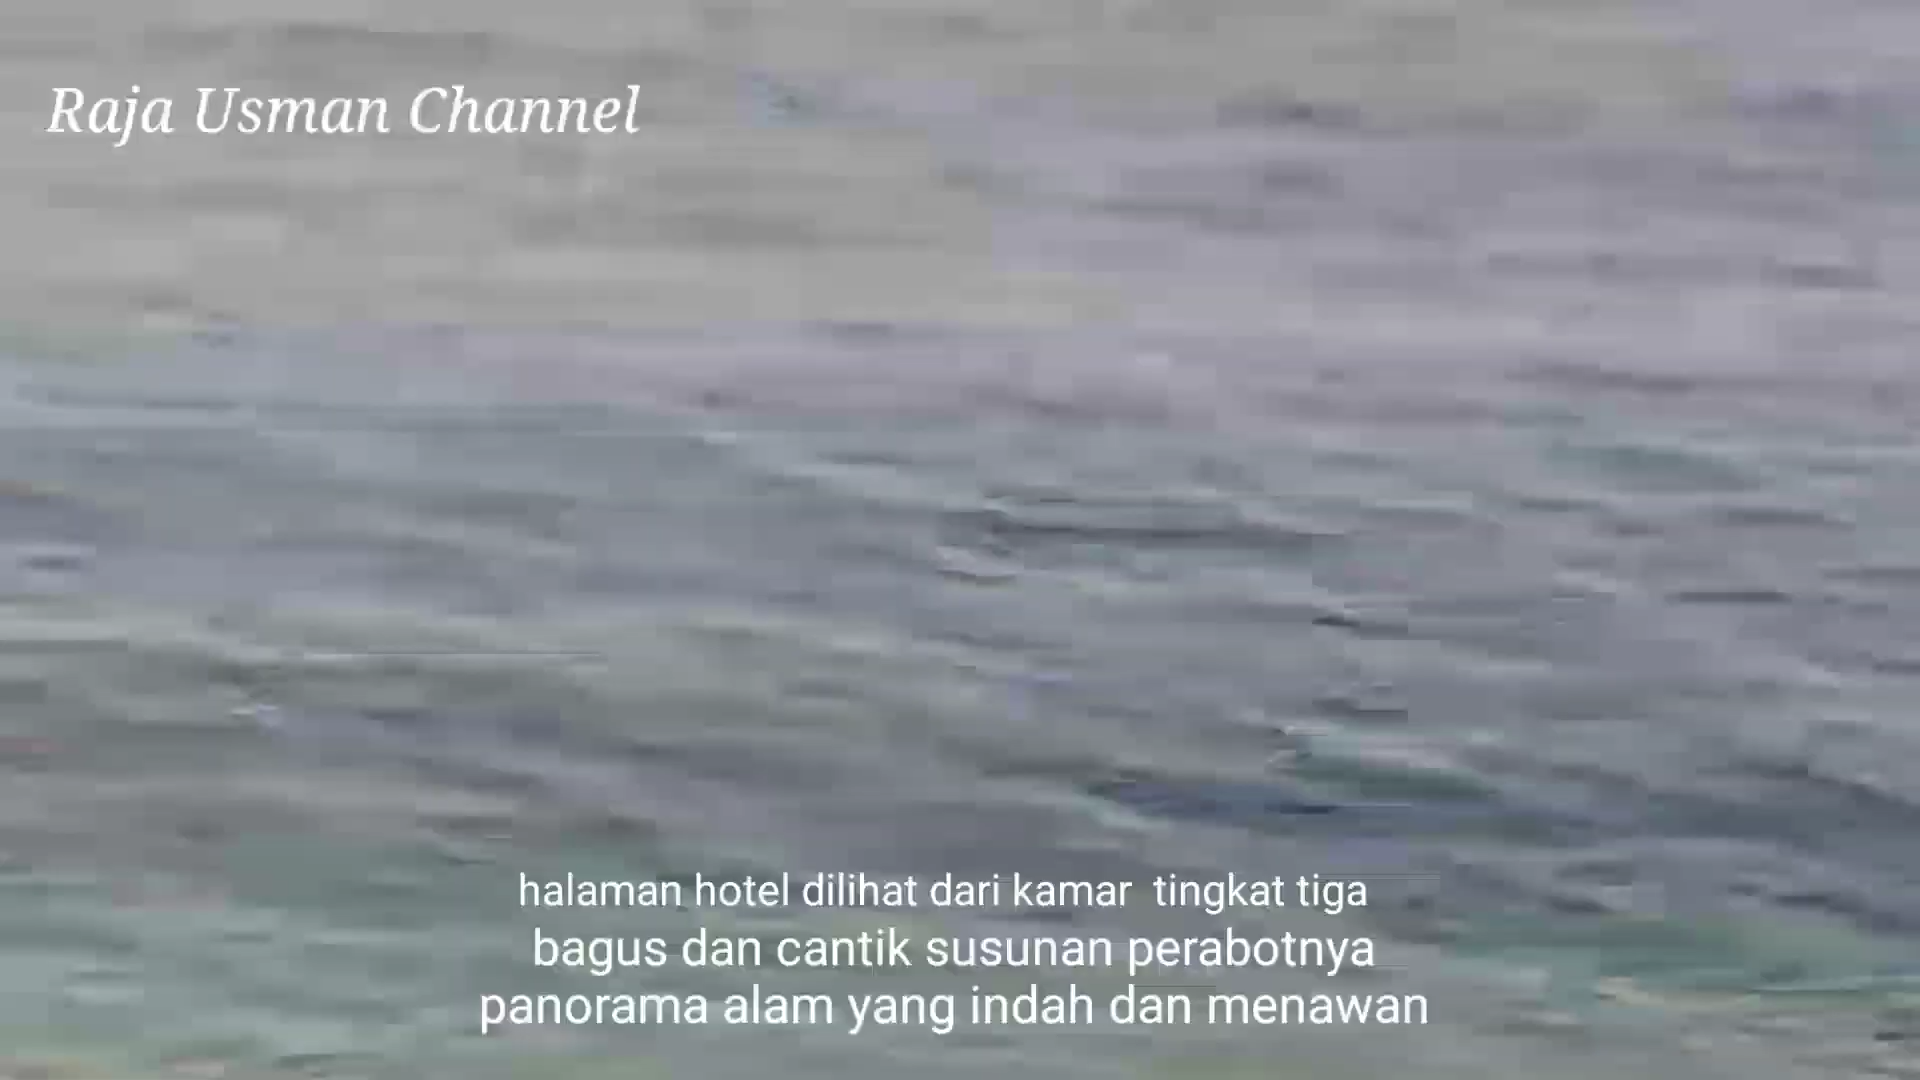 Raja Usman Channel
halaman hotel dilihat dari kamar  tingkat tiga
bagus dan cantik susunan perabotnya
panorama alam yang indah dan menawan